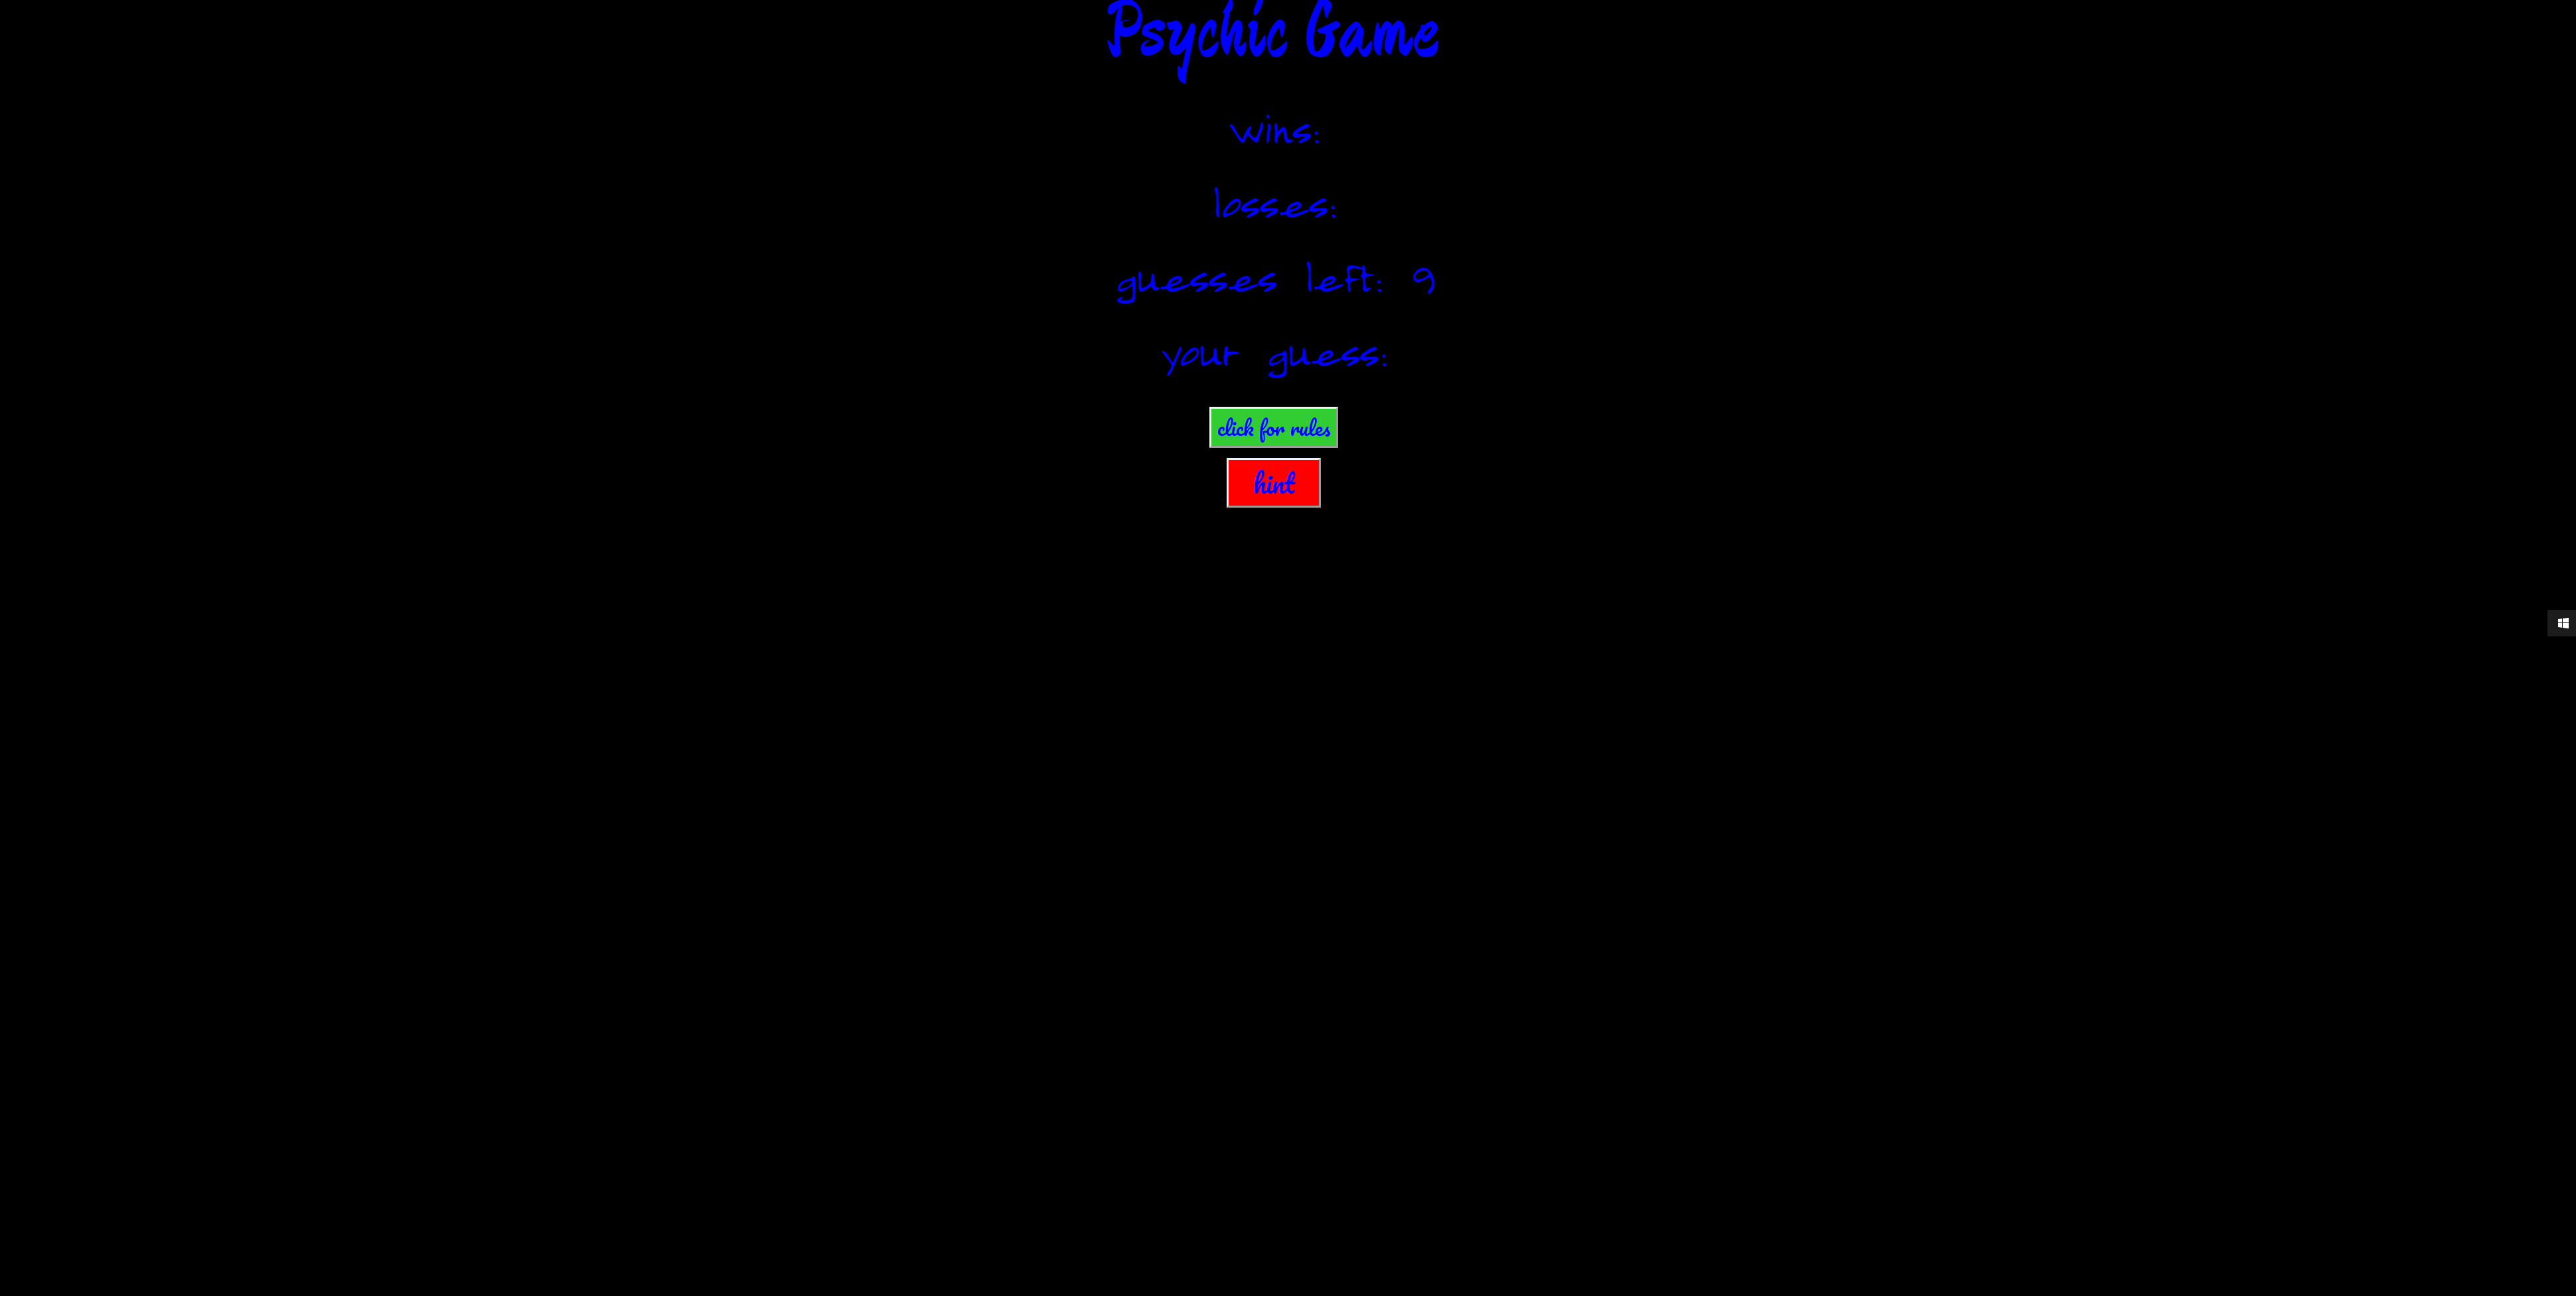 Psychic Game
wins:
losses:
guesses left: 9
your guess:
click for rules
hint